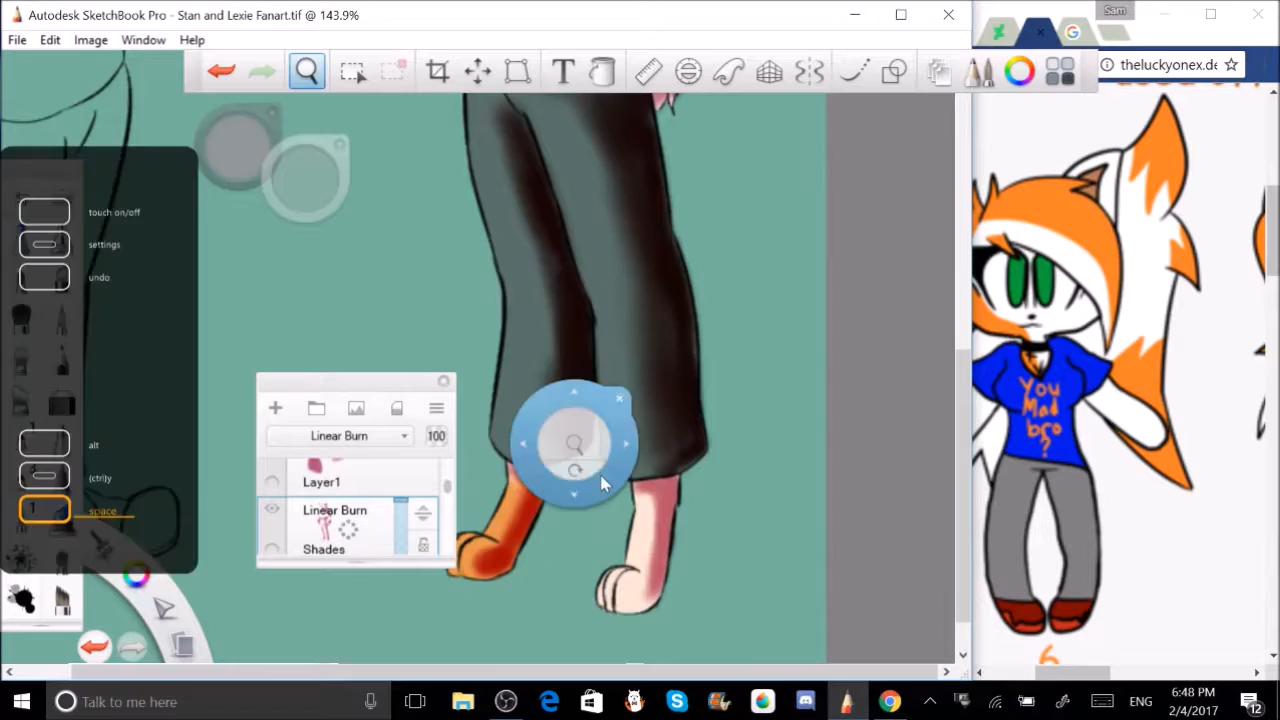 Autodesk SketchBook Pro - Stan and Lexie Fanart.tif @ 143.9%
Sam
File Edit Image Window Help
theluckyonex.de
touch on/off
settings
undo
alt
(ctrl)y
1 space
Linear Burn 100
Layer1
Linear Burn
Shades
You
Mad
bro
?
6
Talk to me here
ENG
6:48 PM
2/4/2017
12